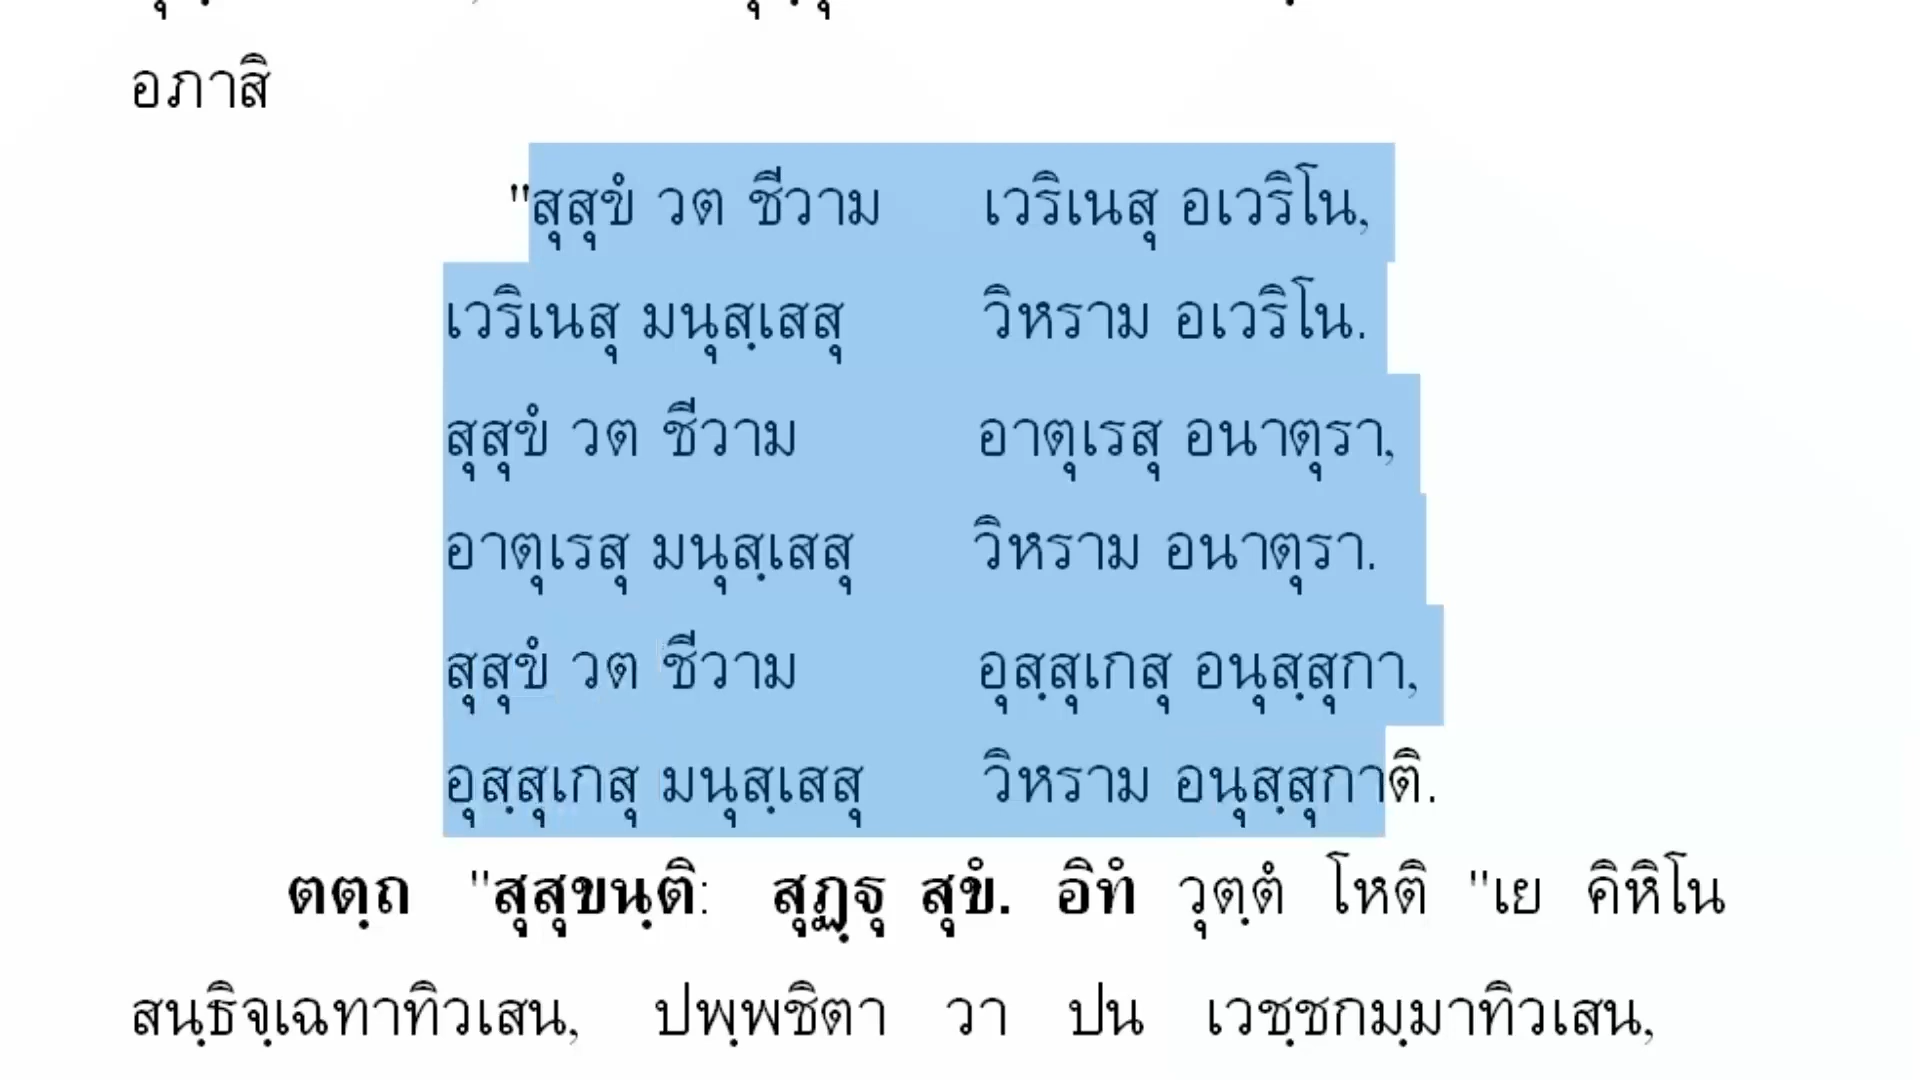 อภาสิ
"สุสุขํ วต ชีวาม เวริเนสุ อเวริโน,
เวริเนสุ มนุสฺเสสุ วิหราม อเวริโน.
สุสุขํ วต ชีวาม อาตุเรสุ อนาตุรา,
อาตุเรสุ มนุสฺเสสุ วิหราม อนาตุรา.
สุสุขํ วต ชีวาม อุสฺสุเกสุ อนุสฺสุกา,
อุสฺสุเกสุ มนุสฺเสสุ วิหราม อนุสฺสุกาติ.
ตตฺถ "สุสุขนฺติ: สุฏฺฐุ สุขํ. อิทํ วุตฺตํ โหติ "เย คิหิโน
สนฺธิจฺเฉทาทิวเสน, ปพฺพชิตา วา ปน เวชฺชกมฺมาทิวเสน,